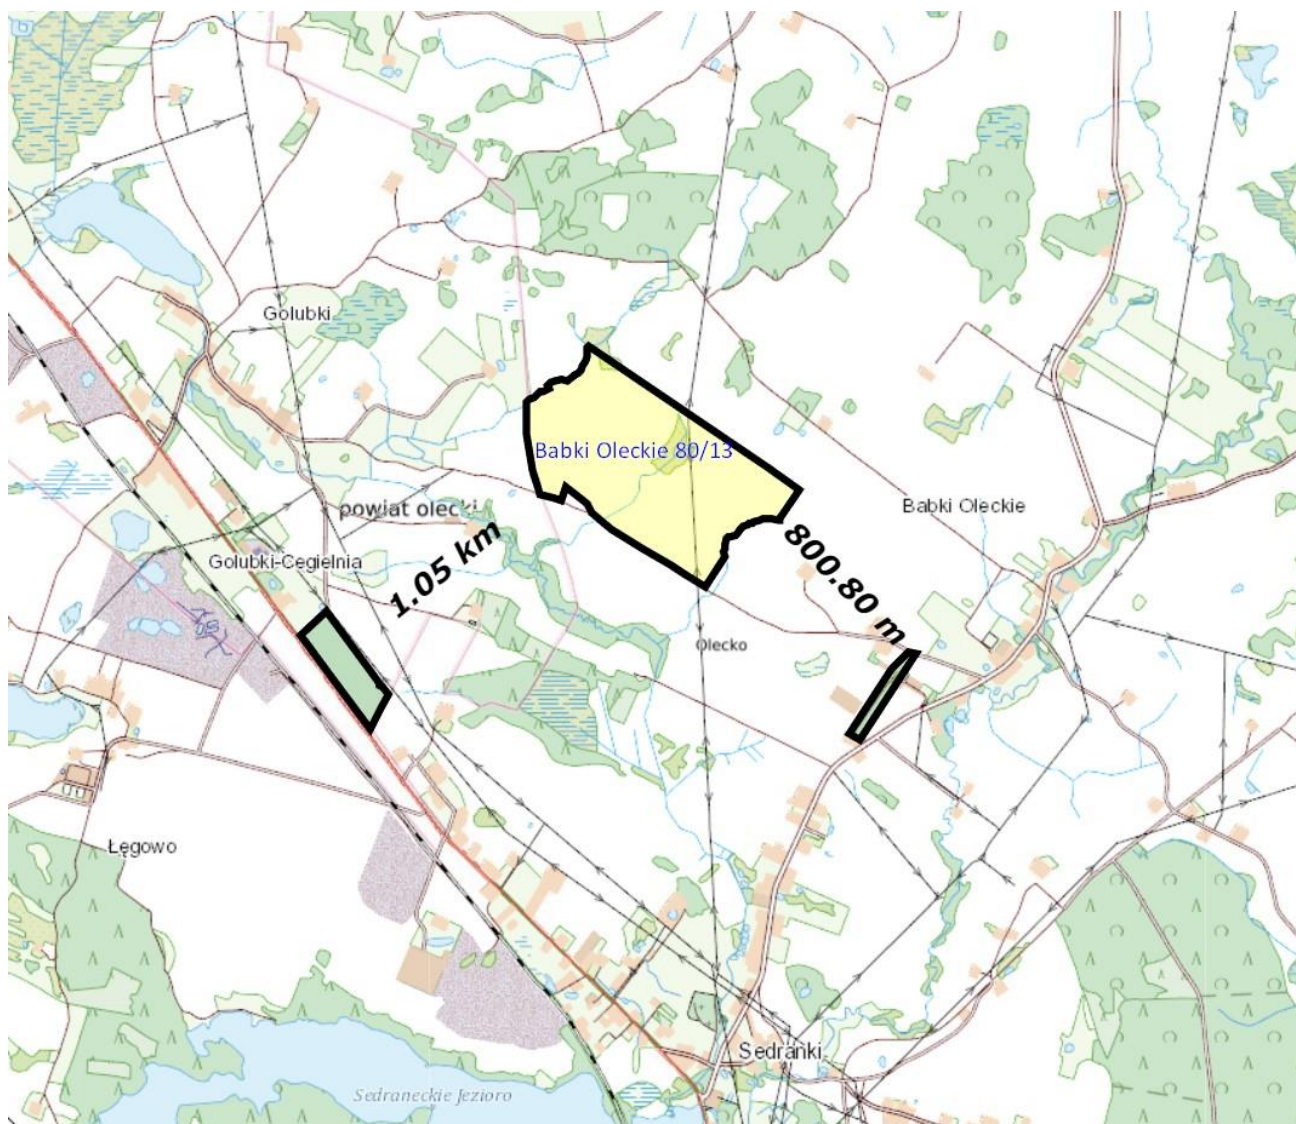 Golubki
Babki Oleckie 80/13
powiat olecki
Babki Oleckie
1.05 km
800.80 m
Golubki-Cegielnia
Olecko
Łęgowo
Sedranki
Sedraneckie Jezioro